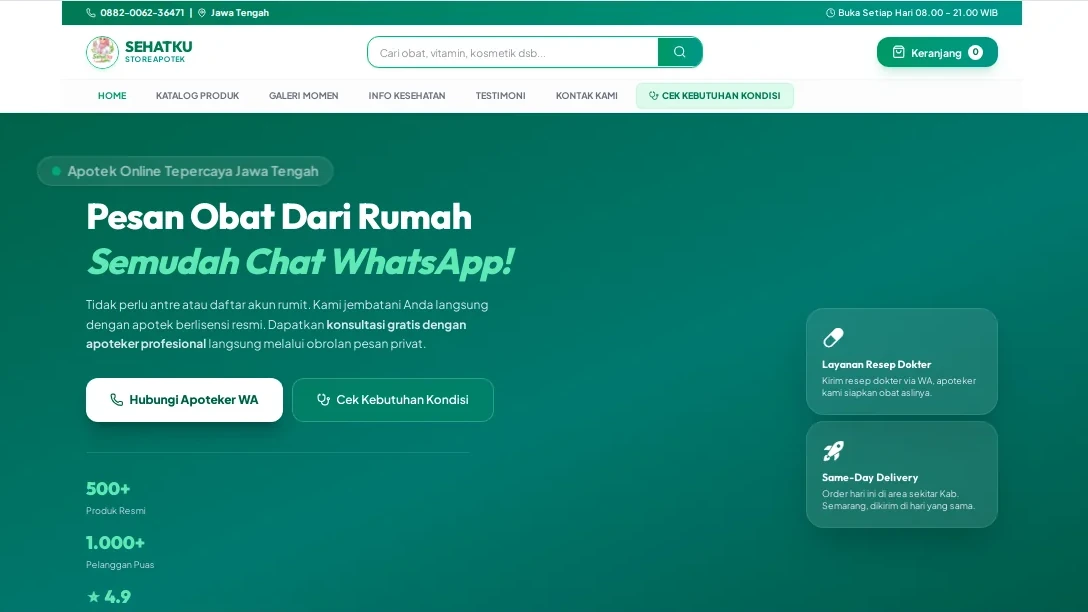 0882-0062-36471 | Jawa Tengah
Buka Setiap Hari 08.00 – 21.00 WIB
SEHATKU
STORE APOTEK
Cari obat, vitamin, kosmetik dsb...
Keranjang 0
HOME KATALOG PRODUK GALERI MOMEN INFO KESEHATAN TESTIMONI KONTAK KAMI CEK KEBUTUHAN KONDISI
Apotek Online Tepercaya Jawa Tengah
Pesan Obat Dari Rumah
Semudah Chat WhatsApp!
Tidak perlu antre atau daftar akun rumit. Kami jembatani Anda langsung
dengan apotek berlisensi resmi. Dapatkan konsultasi gratis dengan
apoteker profesional langsung melalui obrolan pesan privat.
Hubungi Apoteker WA
Cek Kebutuhan Kondisi
500+
Produk Resmi
1.000+
Pelanggan Puas
★ 4.9
Layanan Resep Dokter
Kirim resep dokter via WA, apoteker
kami siapkan obat aslinya.
Same-Day Delivery
Order hari ini di area sekitar Kab.
Semarang, dikirim di hari yang sama.